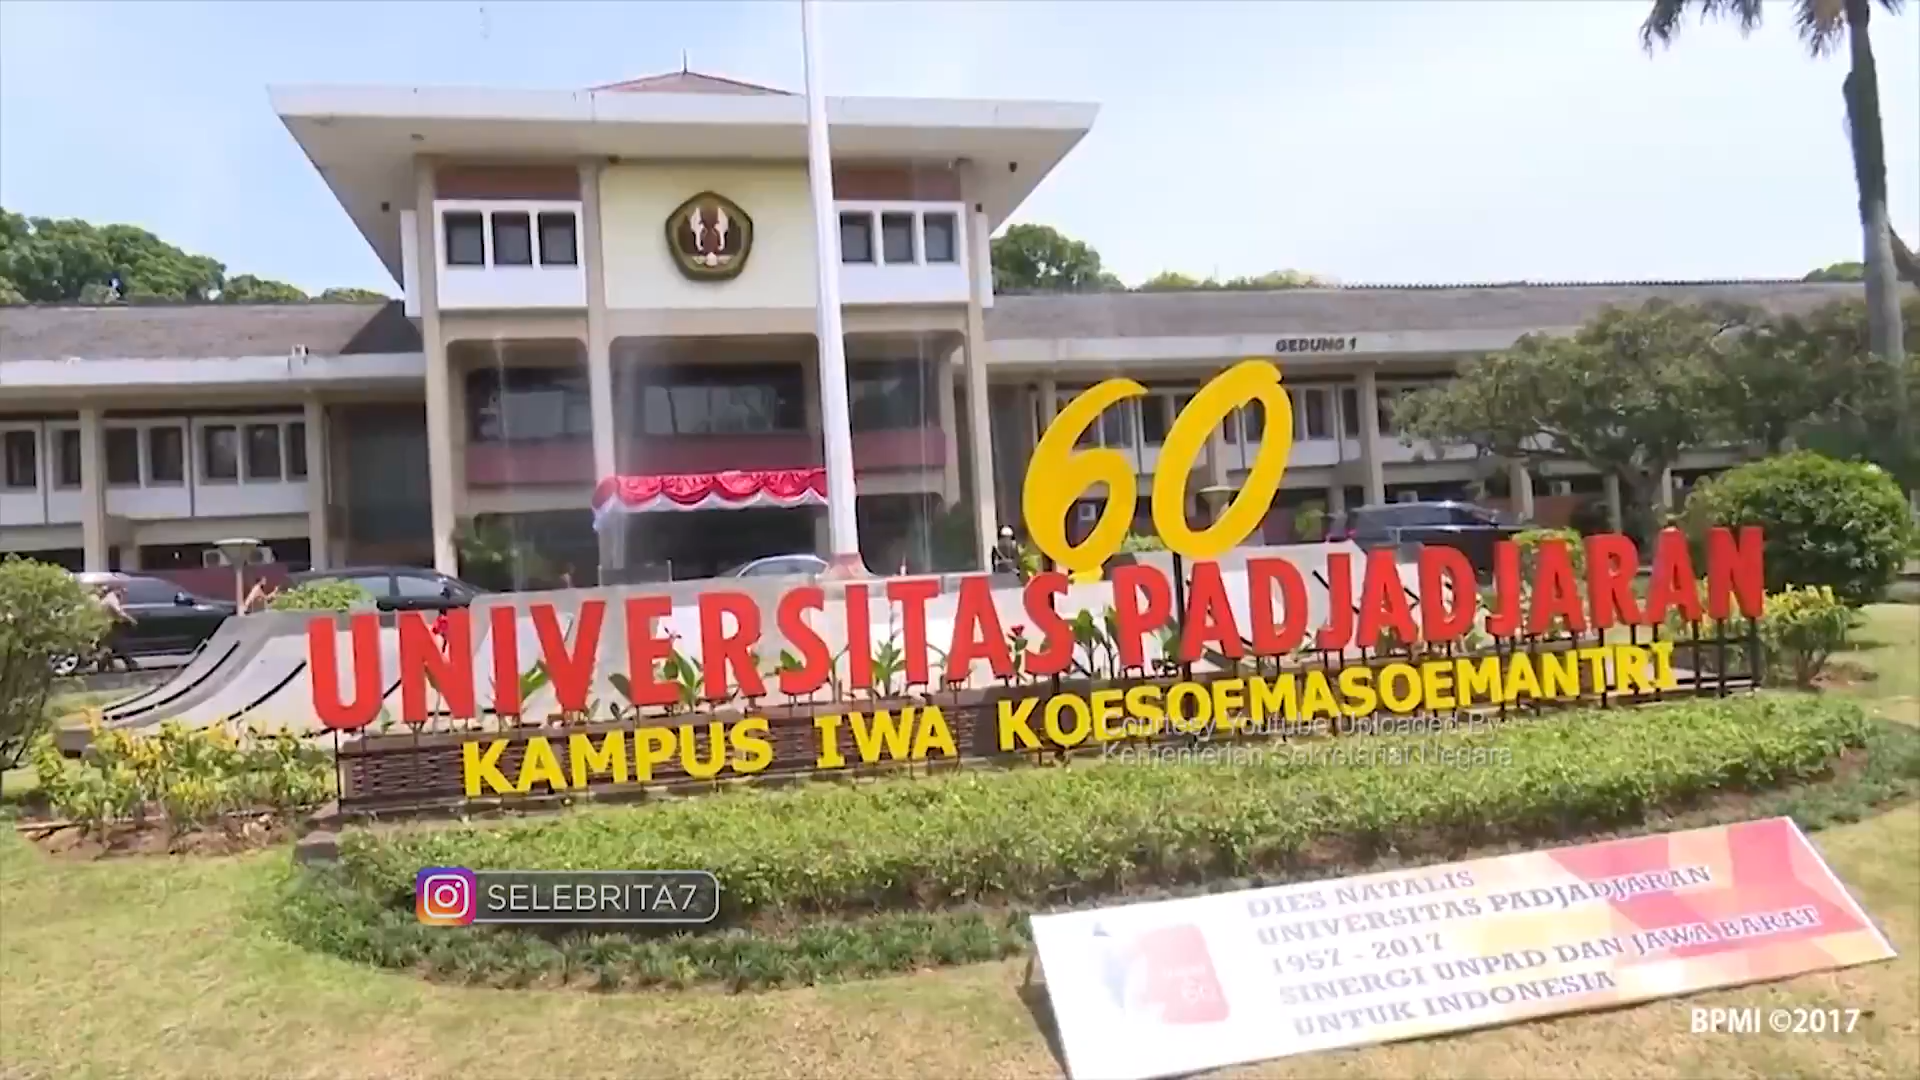 GEDUNG 1
60
UNIVERSITAS PADJADJARAN
KAMPUS IWA KOESOEMASOEMANTRI
Courtesy Youtube Uploaded By:
Kementerian Sekretariat Negara
SELEBRITA7
DIES NATALIS
UNIVERSITAS PADJADJARAN
1957 - 2017
SINERGI UNPAD DAN JAWA BARAT
UNTUK INDONESIA
BPMI ©2017